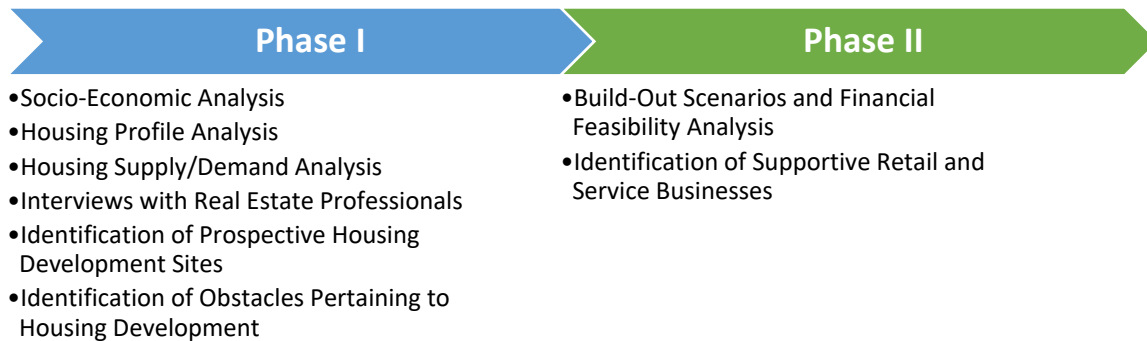 Phase I
•Socio-Economic Analysis
•Housing Profile Analysis
•Housing Supply/Demand Analysis
•Interviews with Real Estate Professionals
•Identification of Prospective Housing
Development Sites
•Identification of Obstacles Pertaining to
Housing Development
Phase II
•Build-Out Scenarios and Financial
Feasibility Analysis
•Identification of Supportive Retail and
Service Businesses